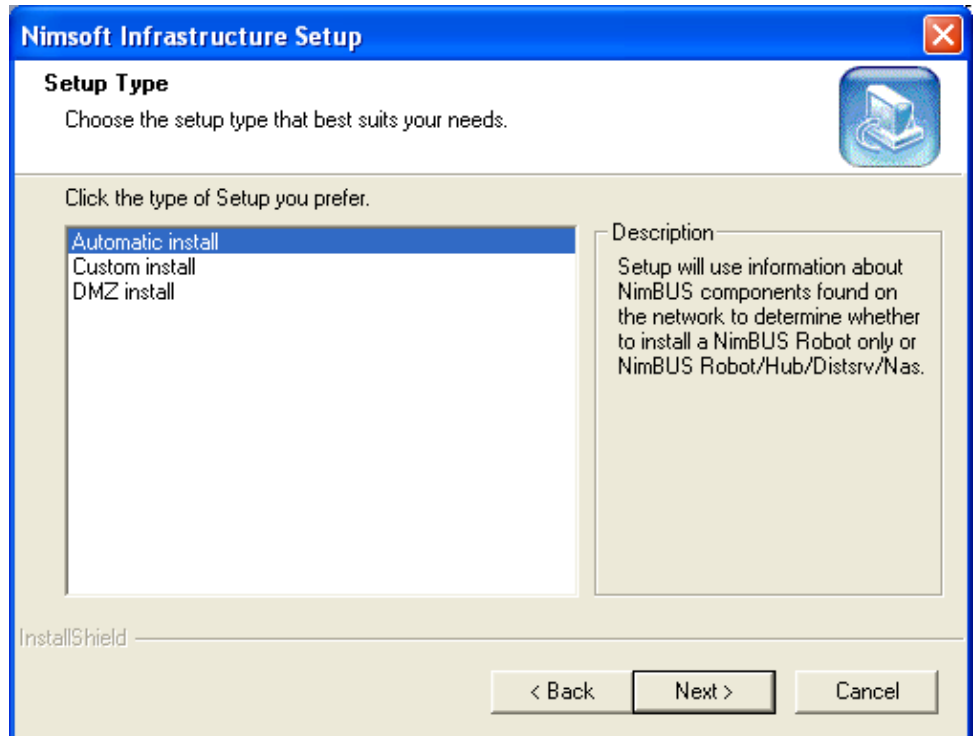 Nimsoft Infrastructure Setup
Setup Type
Choose the setup type that best suits your needs.
Click the type of Setup you prefer.
Automatic install
Custom install
DMZ install
Description
Setup will use information about
NimBUS components found on
the network to determine whether
to install a NimBUS Robot only or
NimBUS Robot/Hub/Distsrv/Nas.
InstallShield
< Back
Next >
Cancel